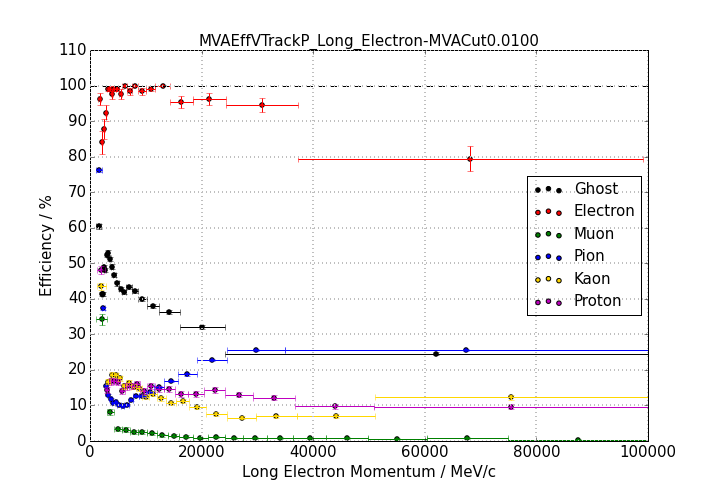 MVAEffVTrackP_Long_Electron-MVACut0.0100
110
100
90
80
70
60
50
40
30
20
10
0
Efficiency / %
Ghost
Electron
Muon
Pion
Kaon
Proton
0 20000 40000 60000 80000 100000
Long Electron Momentum / MeV/c